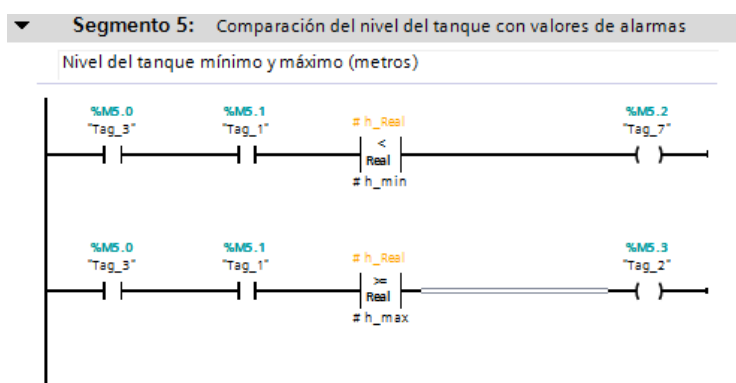 Segmento 5: Comparación del nivel del tanque con valores de alarmas
Nivel del tanque mínimo y máximo (metros)
%M5.0 %M5.1 %M5.2
"Tag_3" "Tag_1" #h_Real "Tag_7"
<
Real
#h_min
%M5.0 %M5.1 %M5.3
"Tag_3" "Tag_1" #h_Real "Tag_2"
>=
Real
#h_max